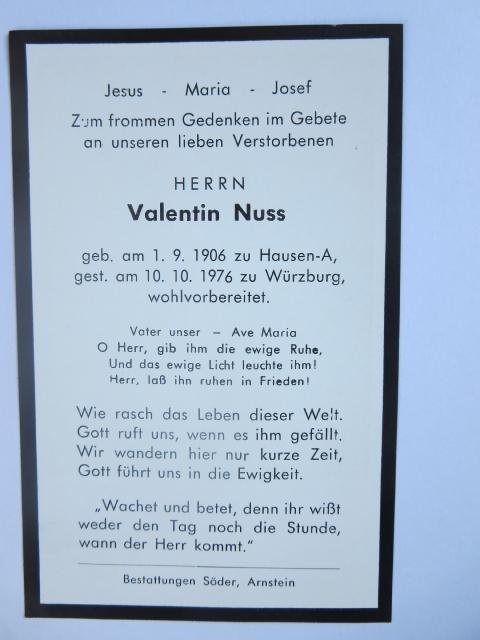 Jesus - Maria - Josef
Zum frommen Gedenken im Gebete
an unseren lieben Verstorbenen
HERRN
Valentin Nuss
geb. am 1. 9. 1906 zu Hausen-A,
gest. am 10. 10. 1976 zu Würzburg,
wohlvorbereitet.
Vater unser – Ave Maria
O Herr, gib ihm die ewige Ruhe,
Und das ewige Licht leuchte ihm!
Herr, laß ihn ruhen in Frieden!
Wie rasch das Leben dieser Welt.
Gott ruft uns, wenn es ihm gefällt.
Wir wandern hier nur kurze Zeit,
Gott führt uns in die Ewigkeit.
„Wachet und betet, denn ihr wißt
weder den Tag noch die Stunde,
wann der Herr kommt.“
Bestattungen Söder, Arnstein